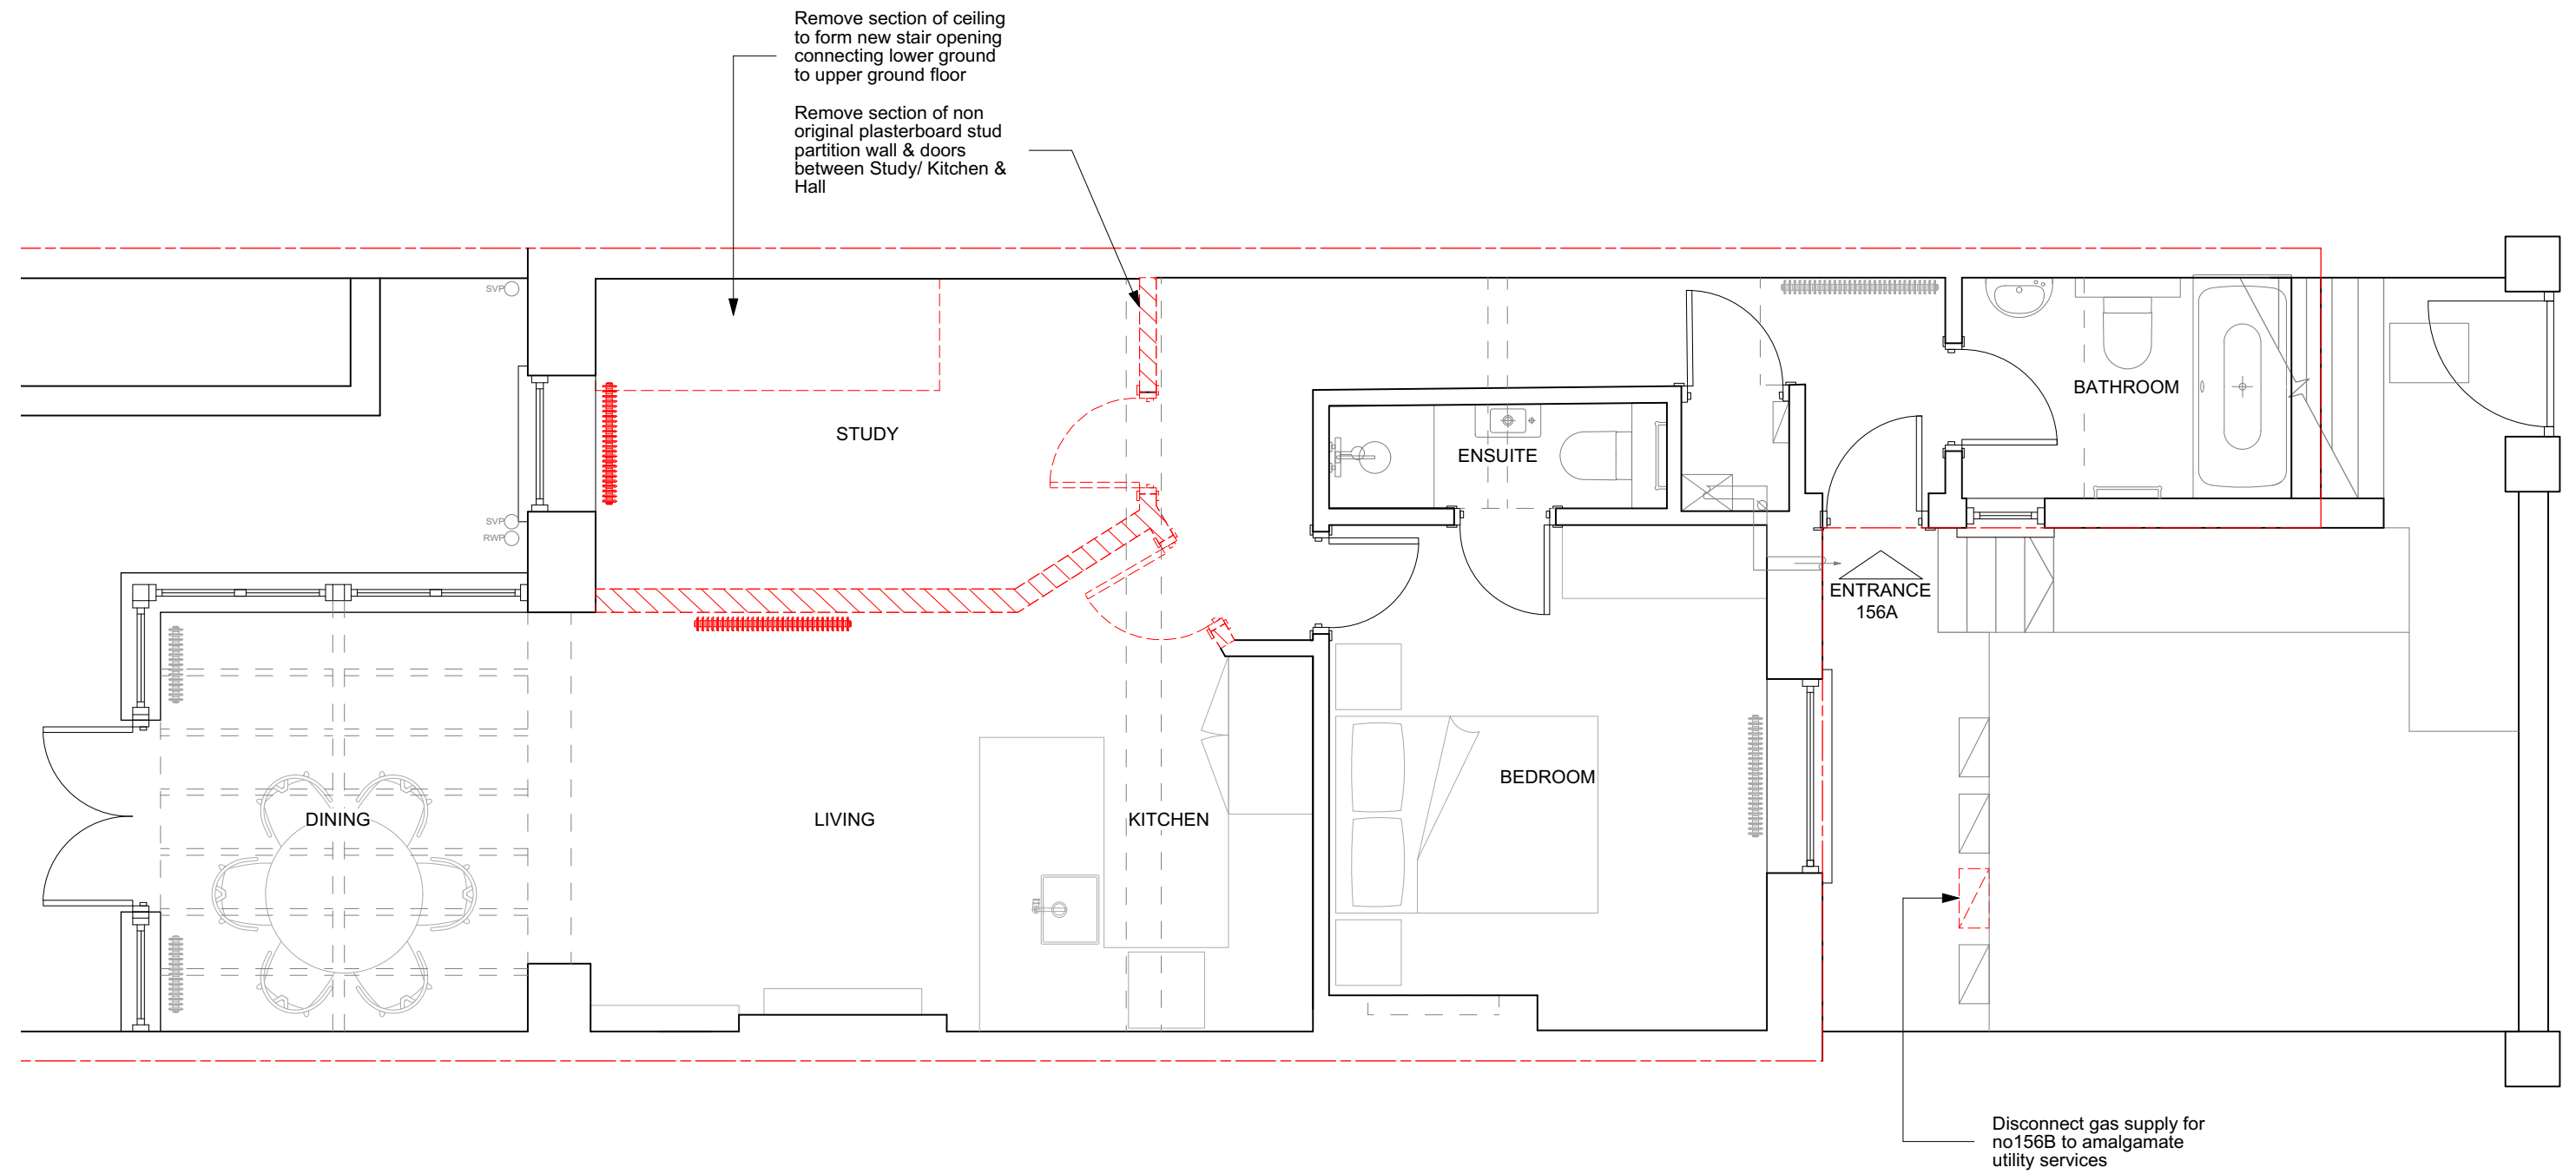 Remove section of ceiling
to form new stair opening
connecting lower ground
to upper ground floor
Remove section of non
original plasterboard stud
partition wall & doors
between Study/ Kitchen &
Hall
SVP
BATHROOM
STUDY
ENSUITE
SVP
RWP
ENTRANCE
156A
BEDROOM
DINING
LIVING
KITCHEN
Disconnect gas supply for
no156B to amalgamate
utility services